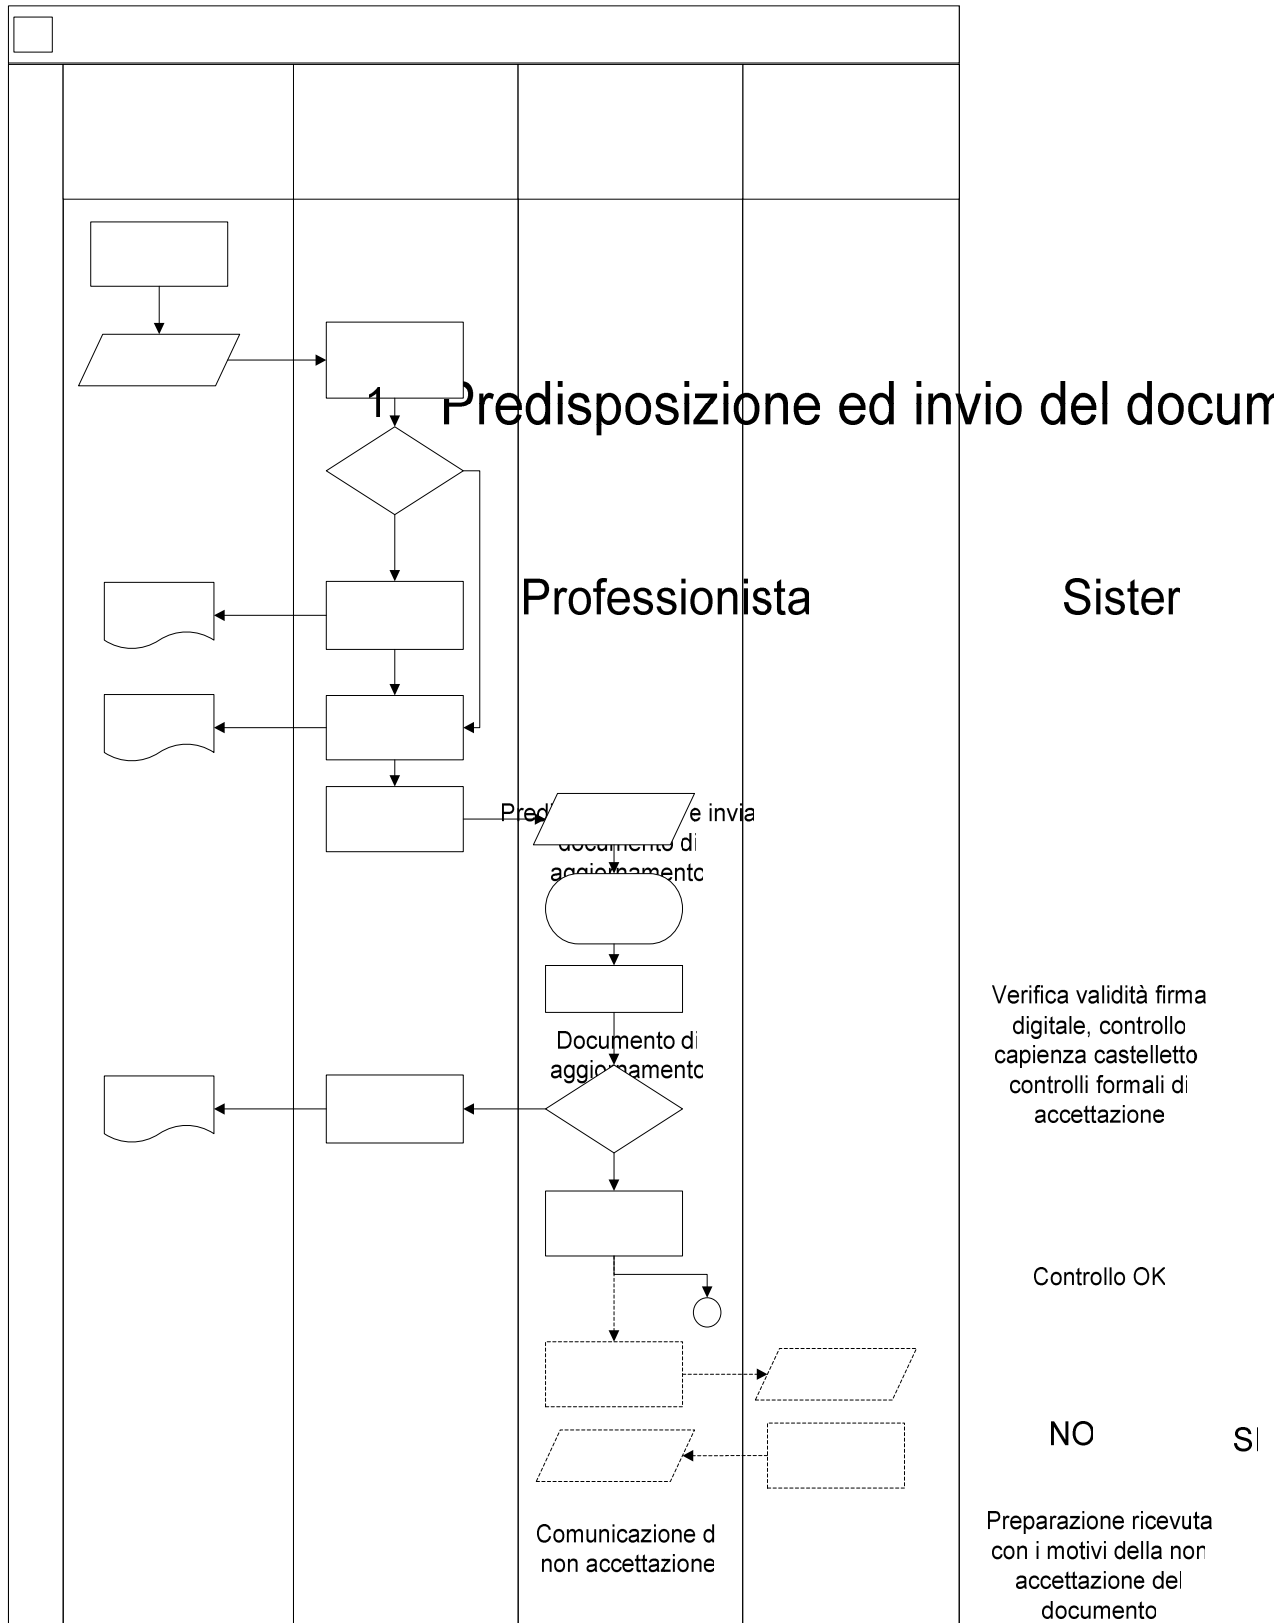 1 Predisposizione ed invio del docum
Professionista
Sister
e invia
documento di
aggiornamento
Documento di
aggiornamento
Verifica validità firma
digitale, controllo
capienza castelletto
controlli formali di
accettazione
Controllo OK
NO
SI
Comunicazione d
non accettazione
Preparazione ricevuta
con i motivi della non
accettazione del
documento